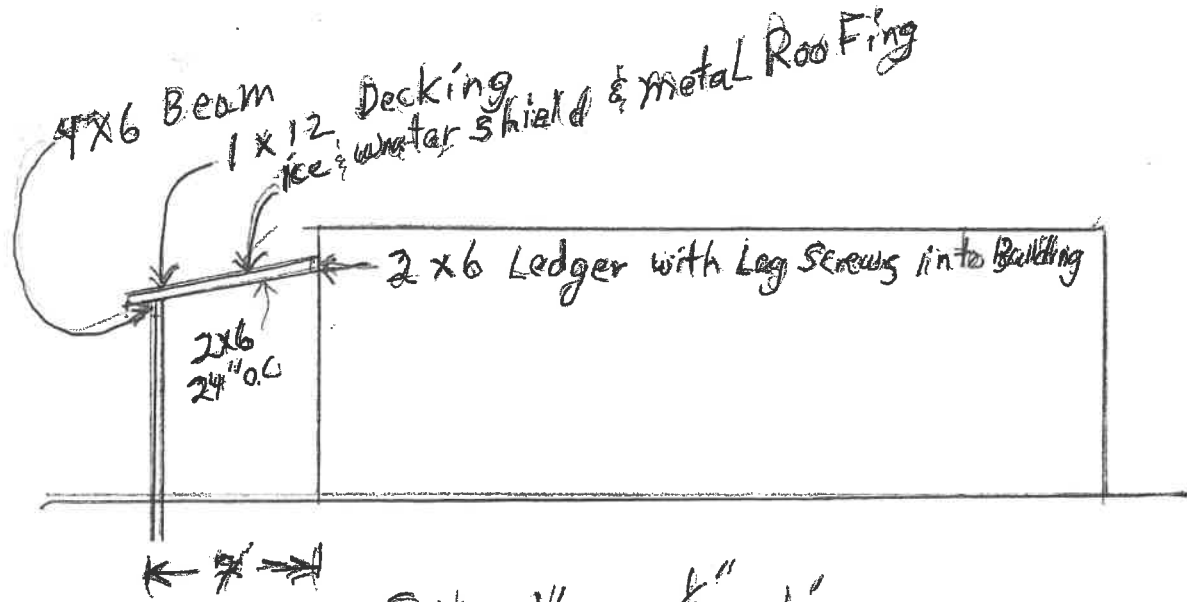 4X6 Beam
1 x 12 Decking
ice & water shield & metaL RooFing
2 x 6 Ledger with Lag Screws into Building
2x6
24" O.C
7'